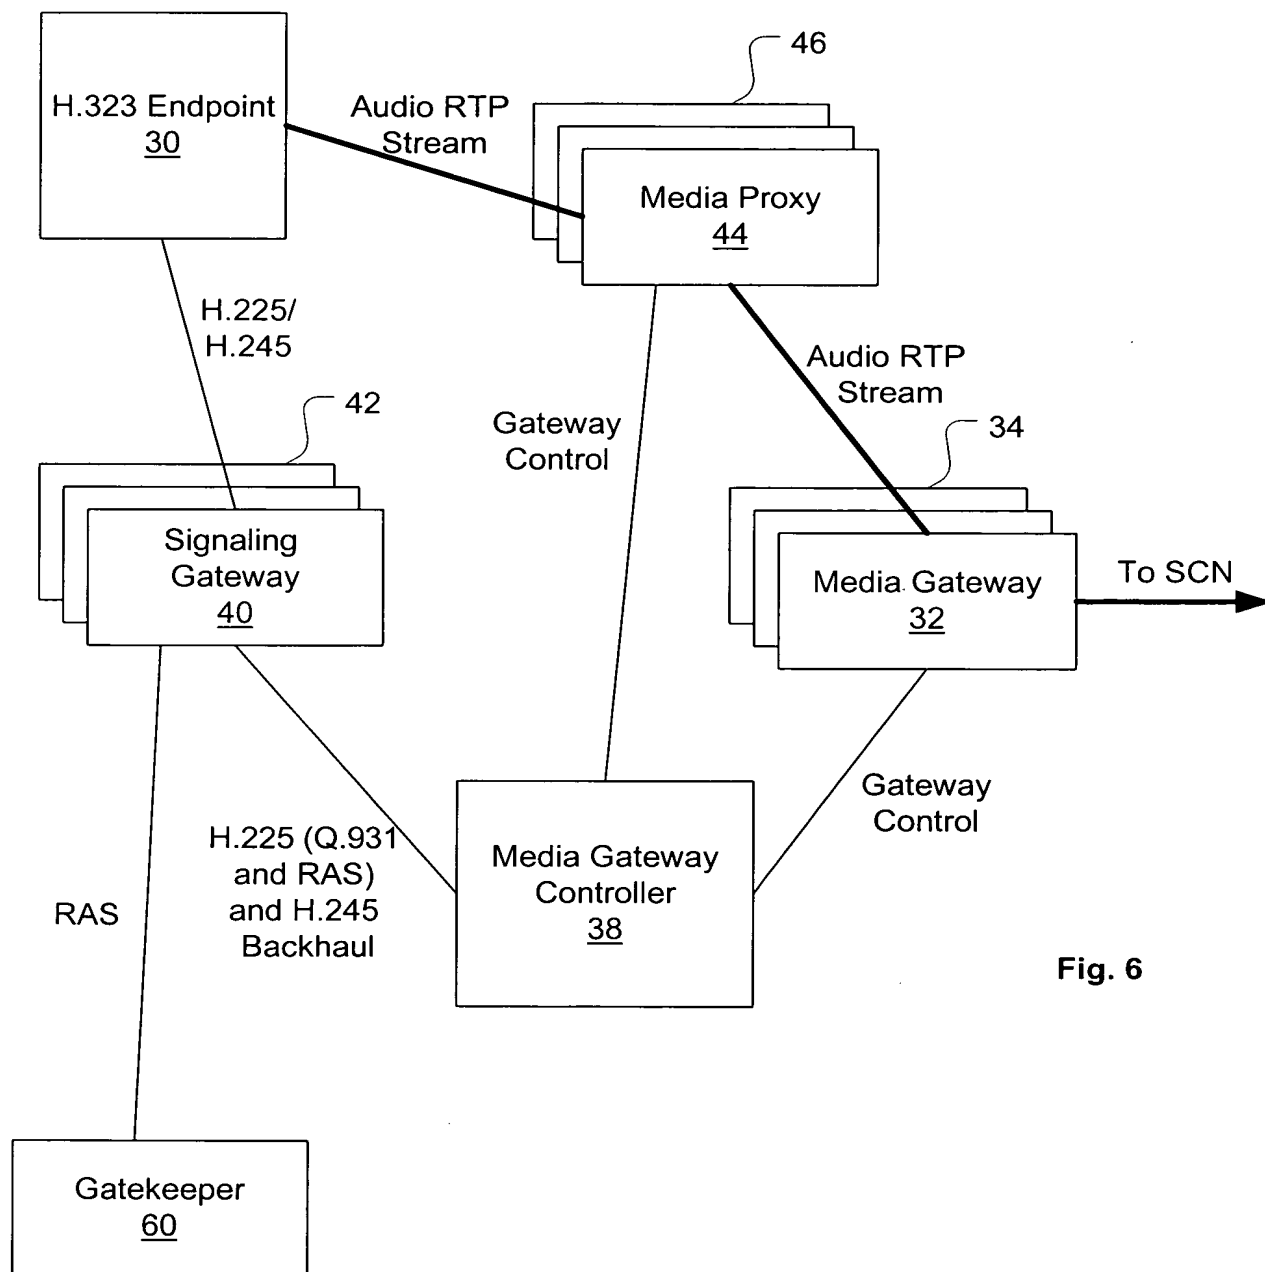 46
H.323 Endpoint
30
Audio RTP
Stream
Media Proxy
44
H.225/
H.245
Audio RTP
Stream
42
Gateway
Control
34
Signaling
Gateway
40
Media Gateway
32
To SCN
Gateway
Control
H.225 (Q.931
and RAS)
and H.245
Backhaul
Media Gateway
Controller
38
RAS
Fig. 6
Gatekeeper
60